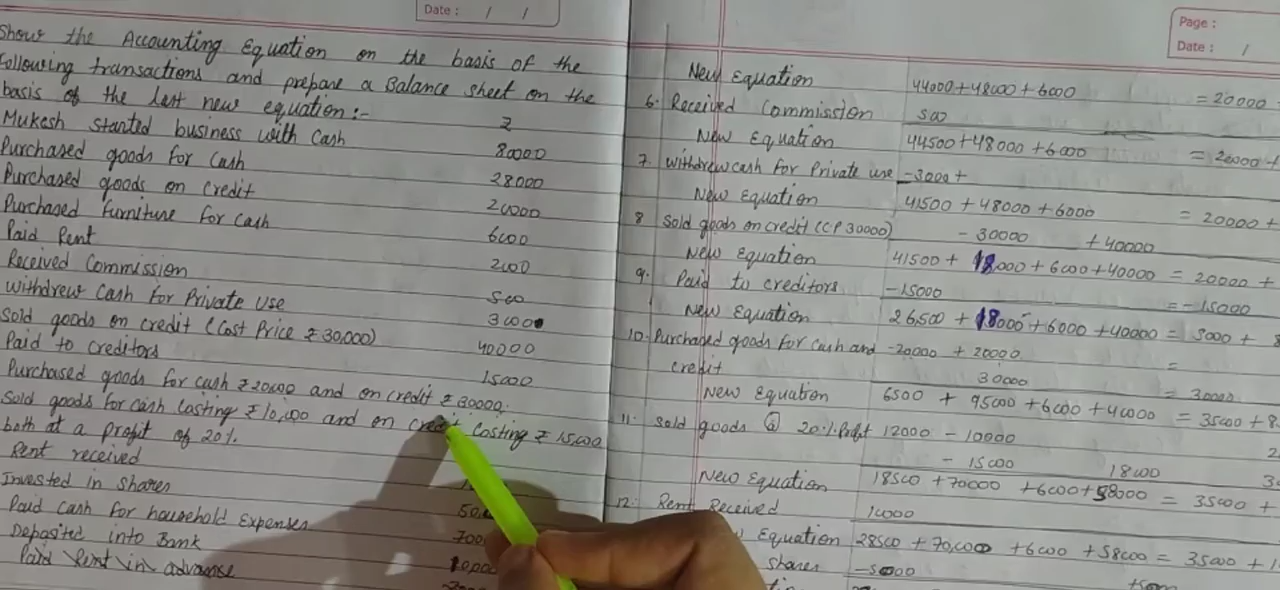 Date : / /
Show the Accounting Equation on the basis of the
following transactions and prepare a Balance sheet on the
basis of the last new equation:-
Mukesh started business with Cash ₹ 80000
Purchased goods for Cash 28000
Purchased goods on Credit 20000
Purchased Furniture for Cash 6000
Paid Rent 2000
Received Commission 500
Withdrew Cash for Private Use 3000
Sold goods on credit (Cost Price ₹ 30,000) 40000
Paid to creditors 15000
Purchased goods for cash ₹ 20,000 and on credit ₹ 30000.
Sold goods for cash Costing ₹ 10,000 and on credit Costing ₹ 15000
both at a profit of 20%.
Rent received
Invested in shares
Paid cash for household Expenses
Deposited into Bank
Paid Rent in advance
Page :
Date : /
New Equation 44000+48000+6000 = 20000
6. Received Commission 500
New Equation 44500+48000+6000 = 20000+
7. Withdrew cash for Private use -3000+
New Equation 41500 + 48000+6000 = 20000+
8 Sold goods on credit (CP 30000) - 30000 + 40000
New Equation 41500 + 18000+6000+40000 = 20000 +
9. Paid to creditors -15000 = -15000
New Equation 26500 + 18000+6000 +40000 = 5000 + 8
10. Purchased goods for cash and -20000 + 20000 =
credit 30000 = 30000
New Equation 6500 + 95000+6000+40000 = 35000+8
11. Sold goods @ 20% Profit 12000 - 10000
- 15000 18000
New Equation 18500 +70000 +6000+58000 = 35000 +
12. Rent Received 10000
Equation 28500 + 70,000 +6000 +58000 = 35000 + 1
shares -5000